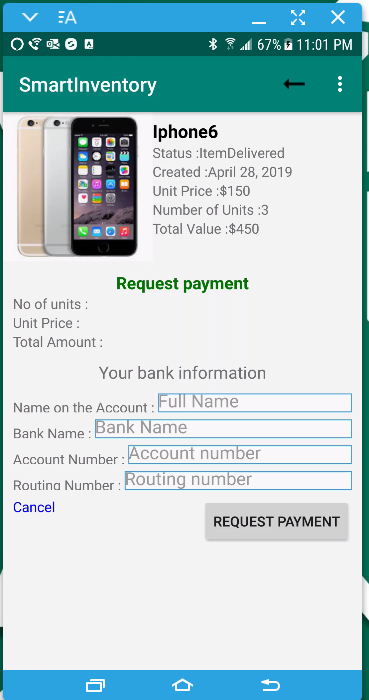 67% 11:01 PM
SmartInventory
Iphone6
Status :ItemDelivered
Created :April 28, 2019
Unit Price :$150
Number of Units :3
Total Value :$450
Request payment
No of units :
Unit Price :
Total Amount :
Your bank information
Name on the Account : Full Name
Bank Name : Bank Name
Account Number : Account number
Routing Number : Routing number
Cancel
REQUEST PAYMENT